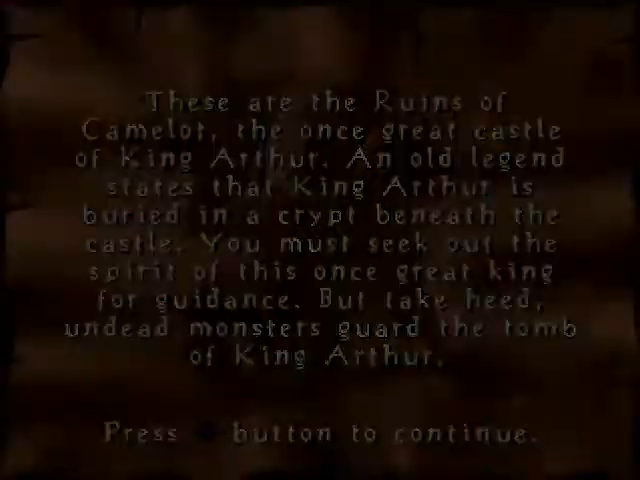 These are the Ruins of
Camelot, the once great castle
of King Arthur. An old legend
states that King Arthur is
buried in a crypt beneath the
castle. You must seek out the
spirit of this once great king
for guidance. But take heed,
undead monsters guard the tomb
of King Arthur.
Press button to continue.